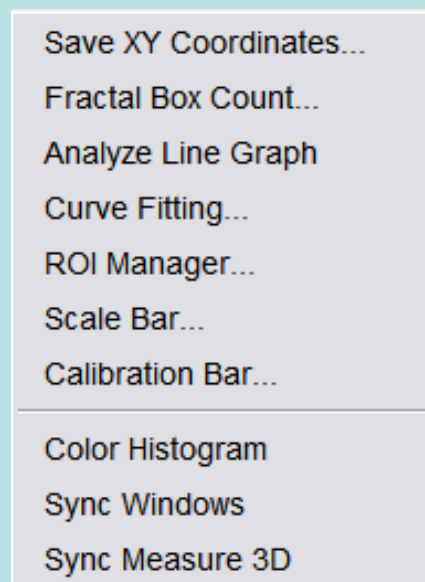 Save XY Coordinates...
Fractal Box Count...
Analyze Line Graph
Curve Fitting...
ROI Manager...
Scale Bar...
Calibration Bar...
Color Histogram
Sync Windows
Sync Measure 3D